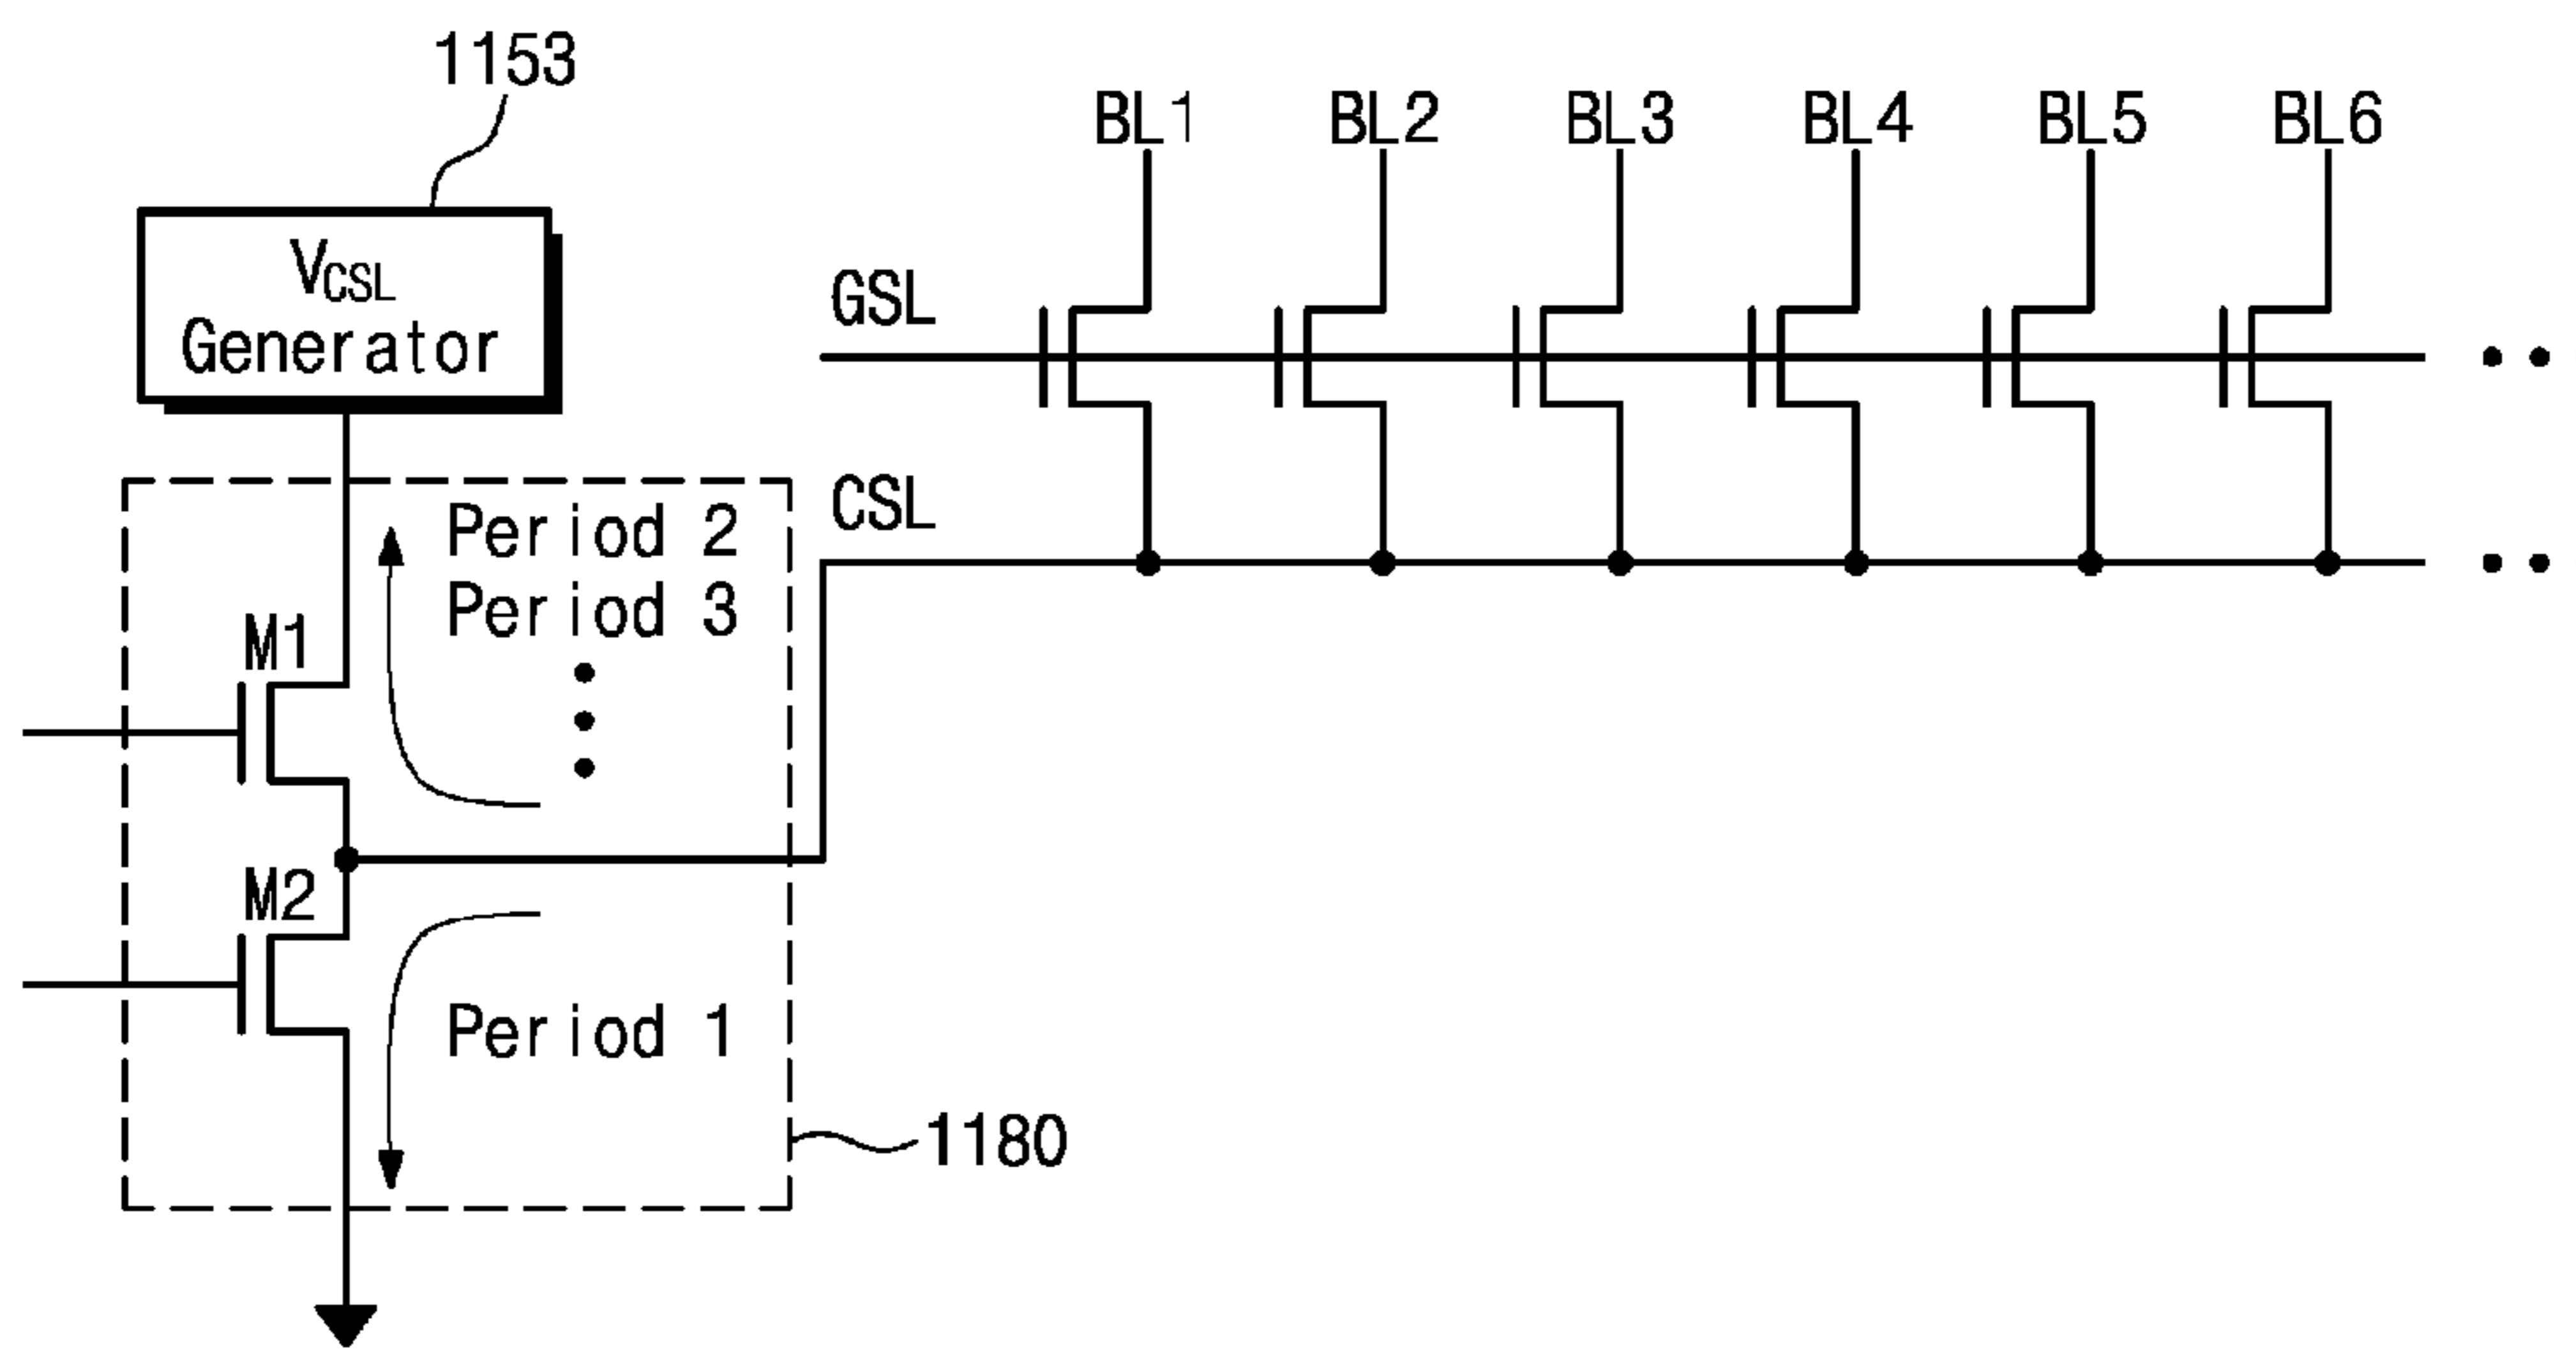 1153
BL1 BL2 BL3 BL4 BL5 BL6
VCSL
Generator
GSL
CSL
Period 2
Period 3
M1
M2
Period 1
1180